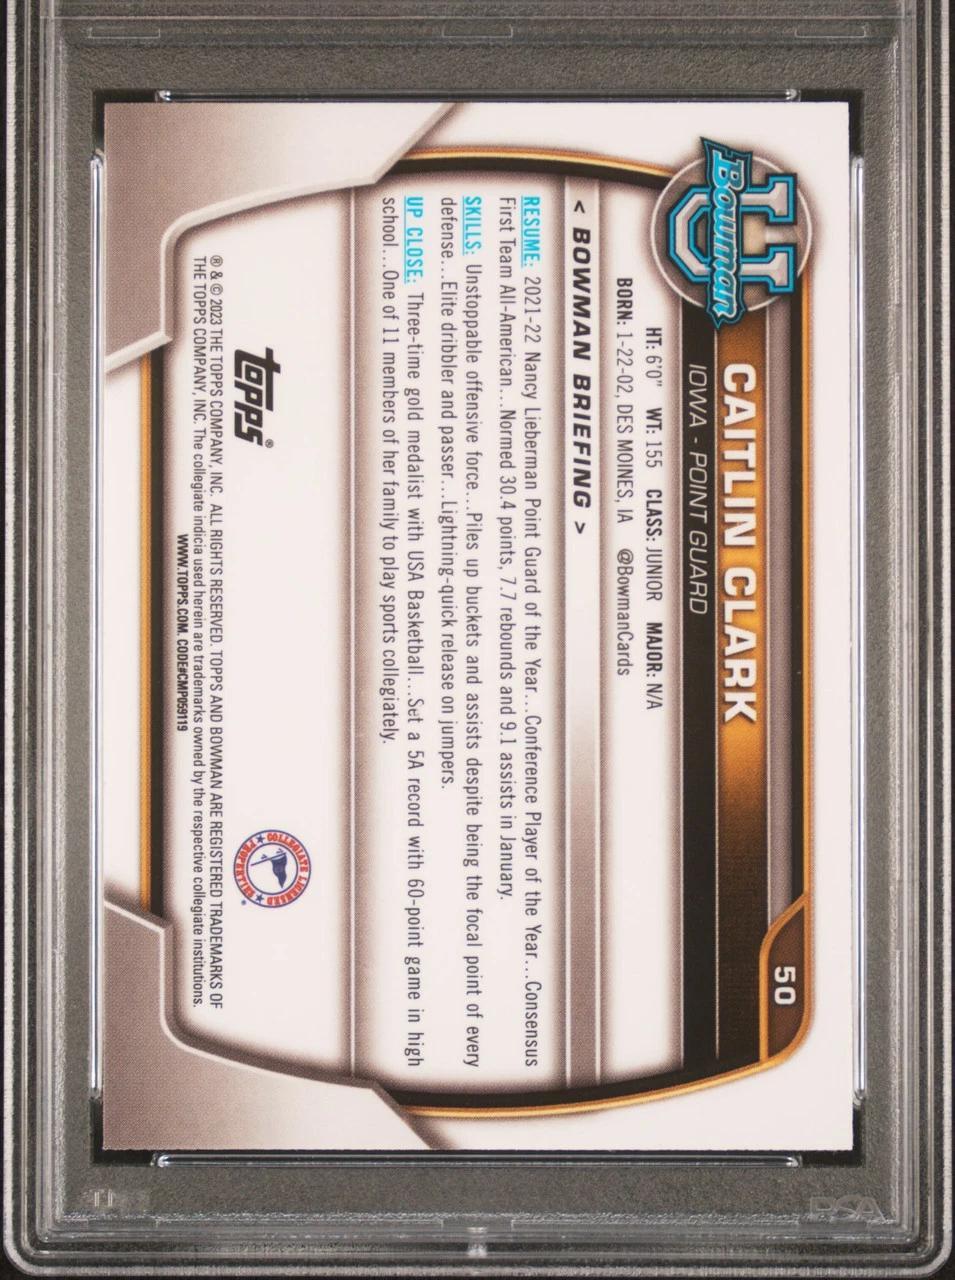 Bowman U
50
CAITLIN CLARK
IOWA - POINT GUARD
HT: 6'0" WT: 155 CLASS: JUNIOR MAJOR: N/A
BORN: 1-22-02, DES MOINES, IA @BowmanCards
< BOWMAN BRIEFING >
RESUME: 2021-22 Nancy Lieberman Point Guard of the Year...Conference Player of the Year...Consensus
First Team All-American...Normed 30.4 points, 7.7 rebounds and 9.1 assists in January.
SKILLS: Unstoppable offensive force...Piles up buckets and assists despite being the focal point of every
defense...Elite dribbler and passer...Lightning-quick release on jumpers.
UP CLOSE: Three-time gold medalist with USA Basketball...Set a 5A record with 60-point game in high
school...One of 11 members of her family to play sports collegiately.
topps®
COLLEGIATE LICENSED
® & © 2023 THE TOPPS COMPANY, INC. ALL RIGHTS RESERVED. TOPPS AND BOWMAN ARE REGISTERED TRADEMARKS OF
THE TOPPS COMPANY, INC. The collegiate indicia used herein are trademarks owned by the respective collegiate institutions.
WWW.TOPPS.COM. CODE#CMP059119
PSA